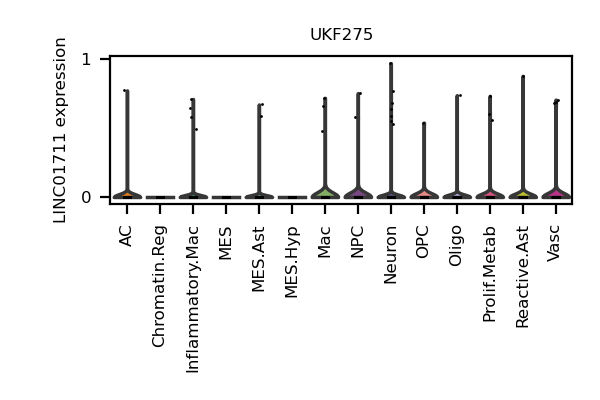 UKF275
LINC01711 expression
1
0
AC
Chromatin.Reg
Inflammatory.Mac
MES
MES.Ast
MES.Hyp
Mac
NPC
Neuron
OPC
Oligo
Prolif.Metab
Reactive.Ast
Vasc